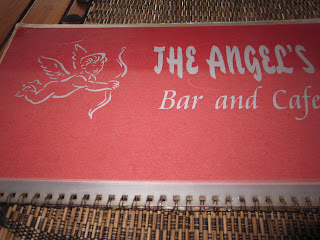 THE ANGEL'S
Bar and Cafe